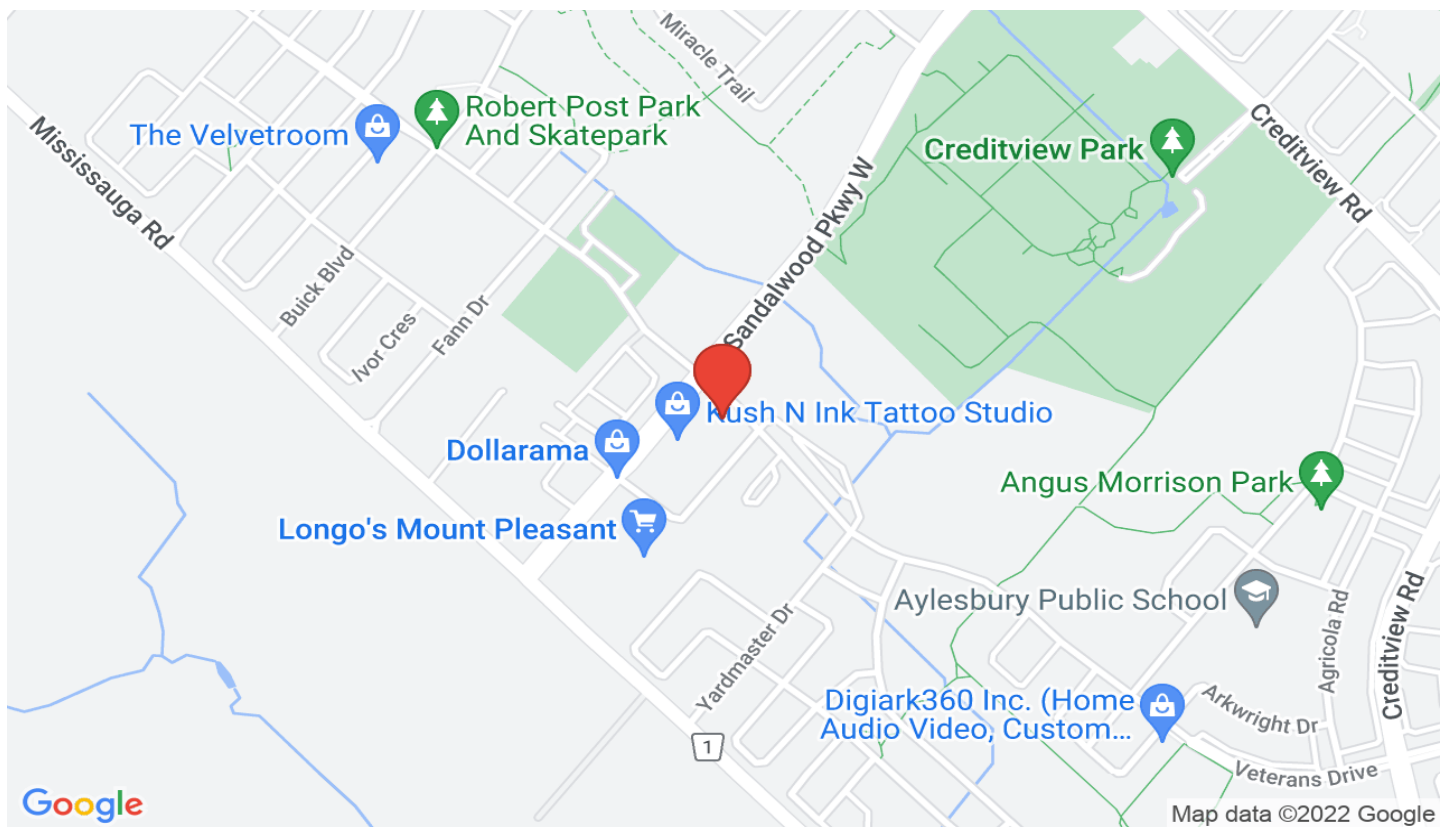 Miracle Trail
Robert Post Park
And Skatepark
The Velvetroom
Mississauga Rd
Creditview Rd
Creditview Park
Sandalwood Pkwy W
Buick Blvd
Ivor Cres
Fann Dr
Kush N Ink Tattoo Studio
Dollarama
Longo's Mount Pleasant
Angus Morrison Park
Aylesbury Public School
Agricola Rd
Creditview Rd
Yardmaster Dr
Digiark360 Inc. (Home
Audio Video, Custom...
Arkwright Dr
1
Veterans Drive
Google
Map data ©2022 Google